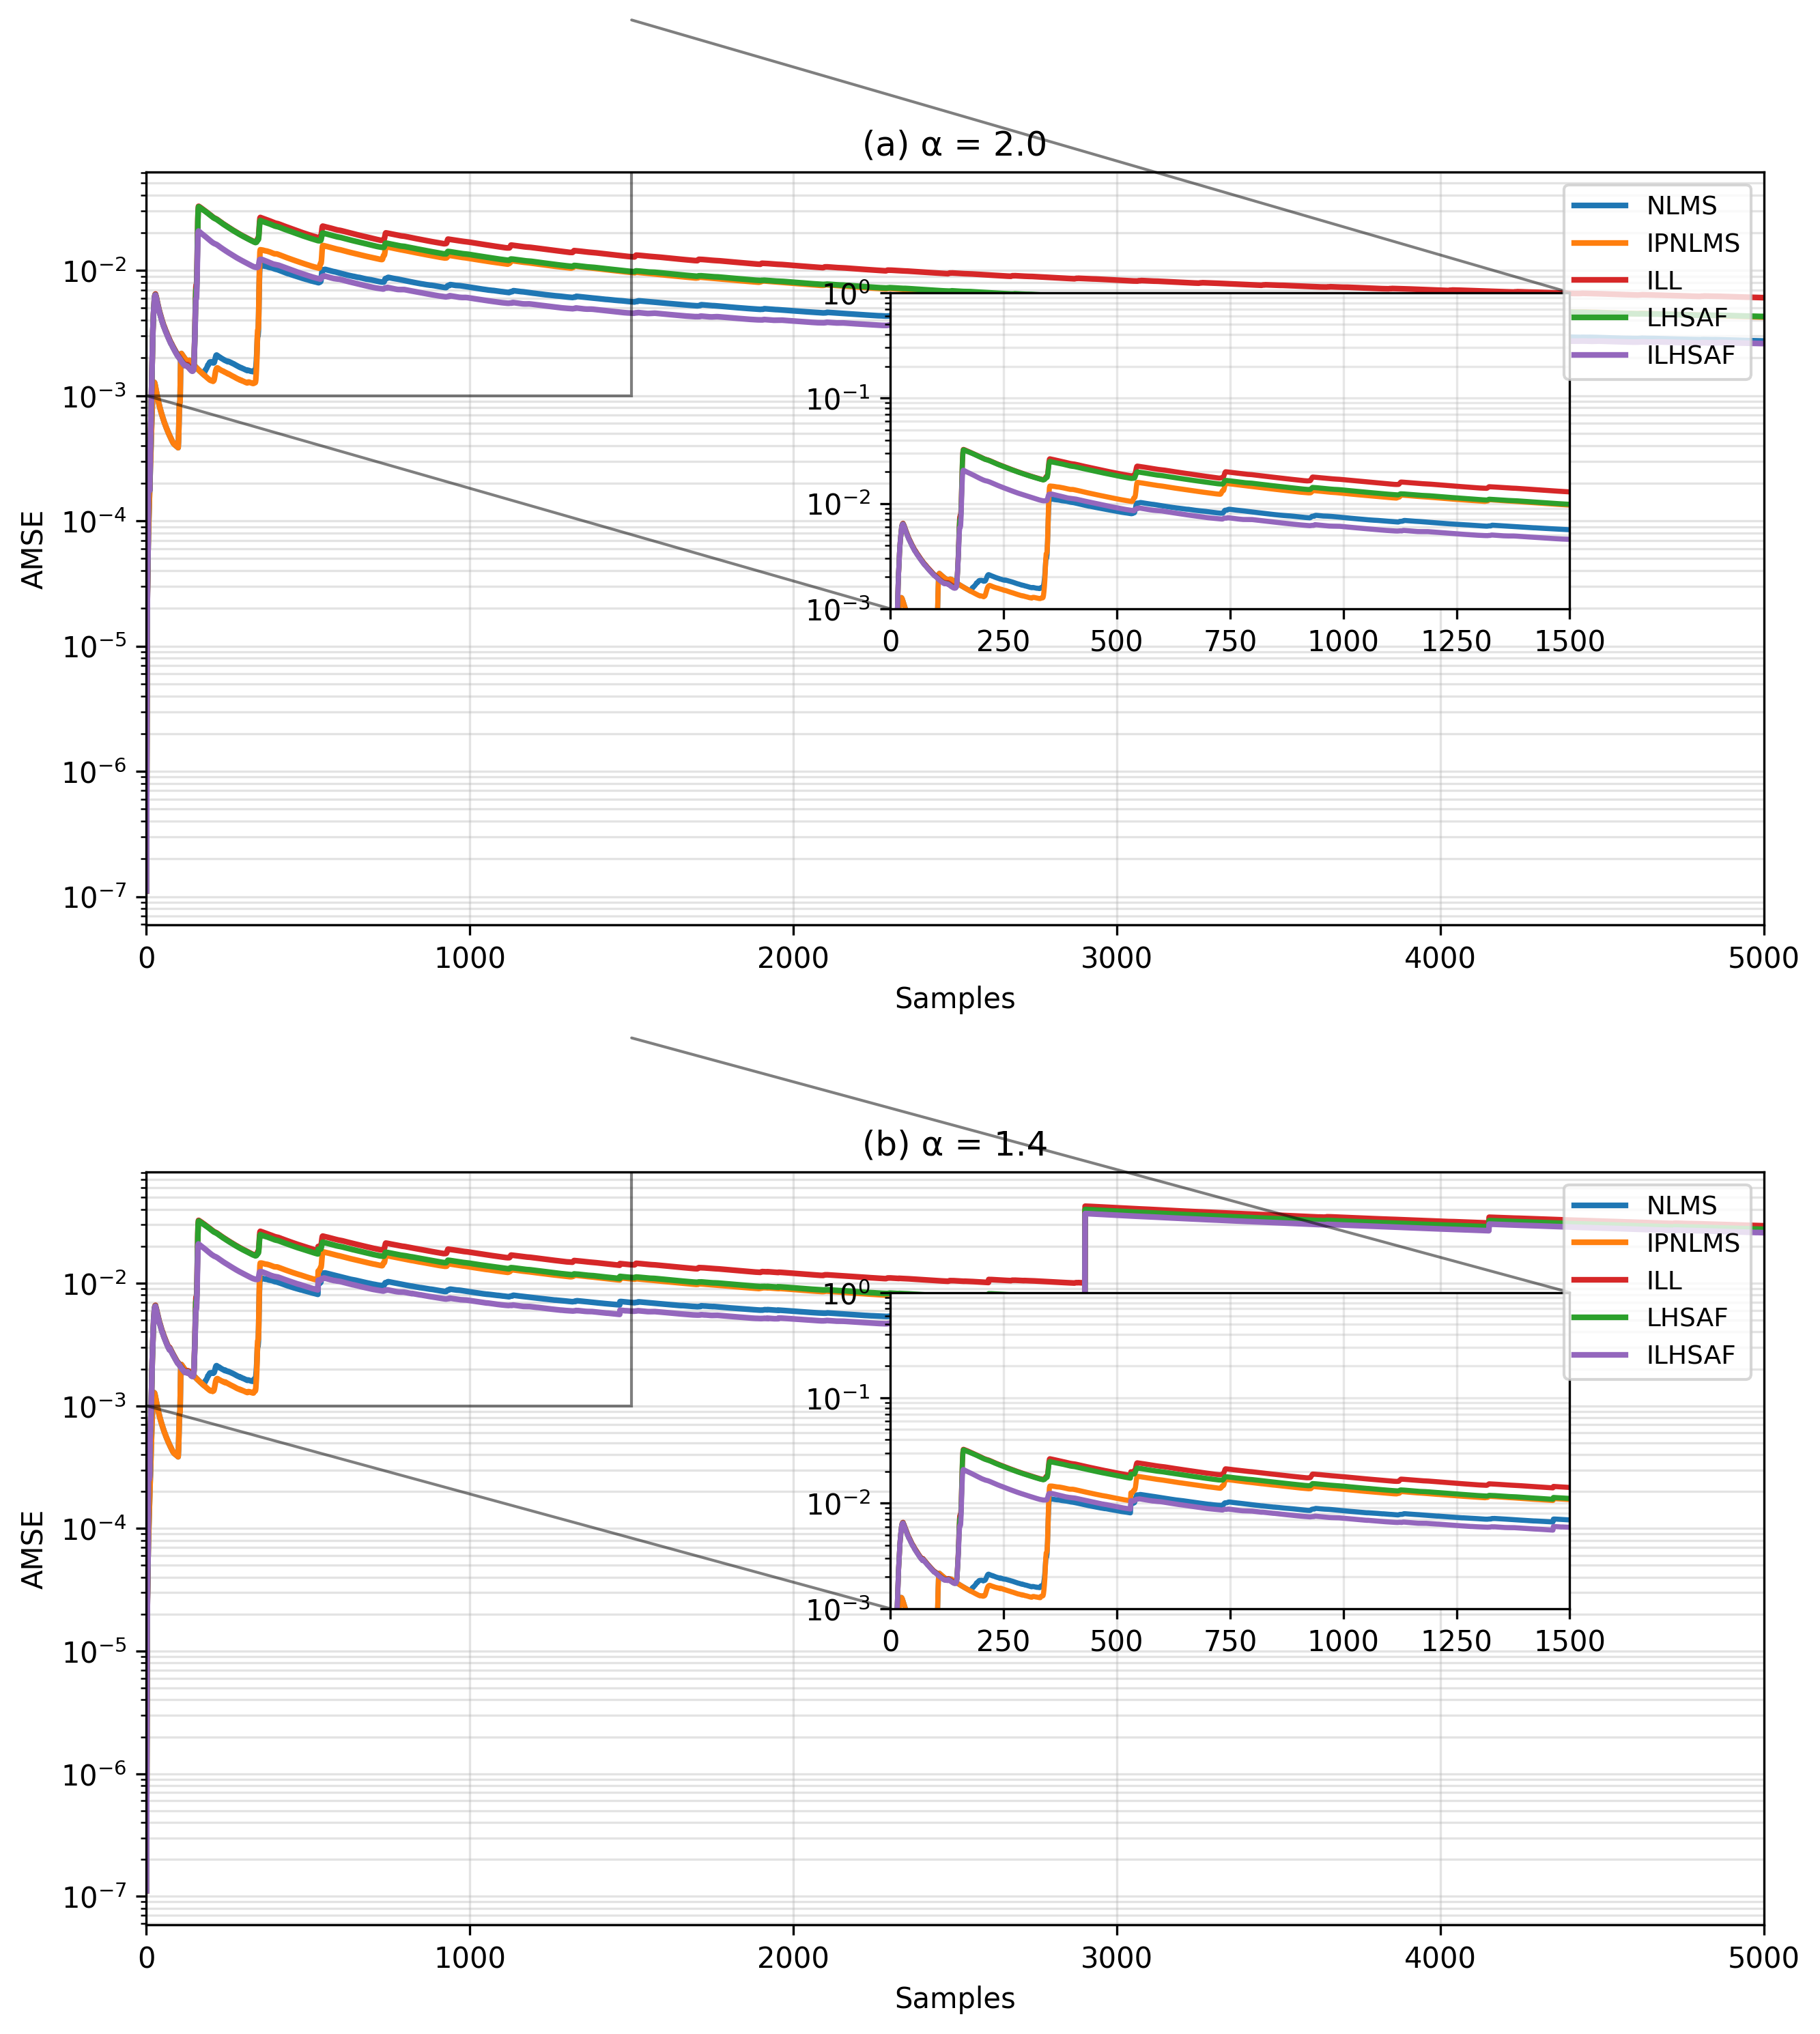 (a) α = 2.0
NLMS
IPNLMS
ILL
LHSAF
ILHSAF
10⁻²
10⁻³
10⁻⁴
10⁻⁵
10⁻⁶
10⁻⁷
AMSE
10⁰
10⁻¹
10⁻²
10⁻³
0 250 500 750 1000 1250 1500
0 1000 2000 3000 4000 5000
Samples
(b) α = 1.4
NLMS
IPNLMS
ILL
LHSAF
ILHSAF
10⁻²
10⁻³
10⁻⁴
10⁻⁵
10⁻⁶
10⁻⁷
AMSE
10⁰
10⁻¹
10⁻²
10⁻³
0 250 500 750 1000 1250 1500
0 1000 2000 3000 4000 5000
Samples